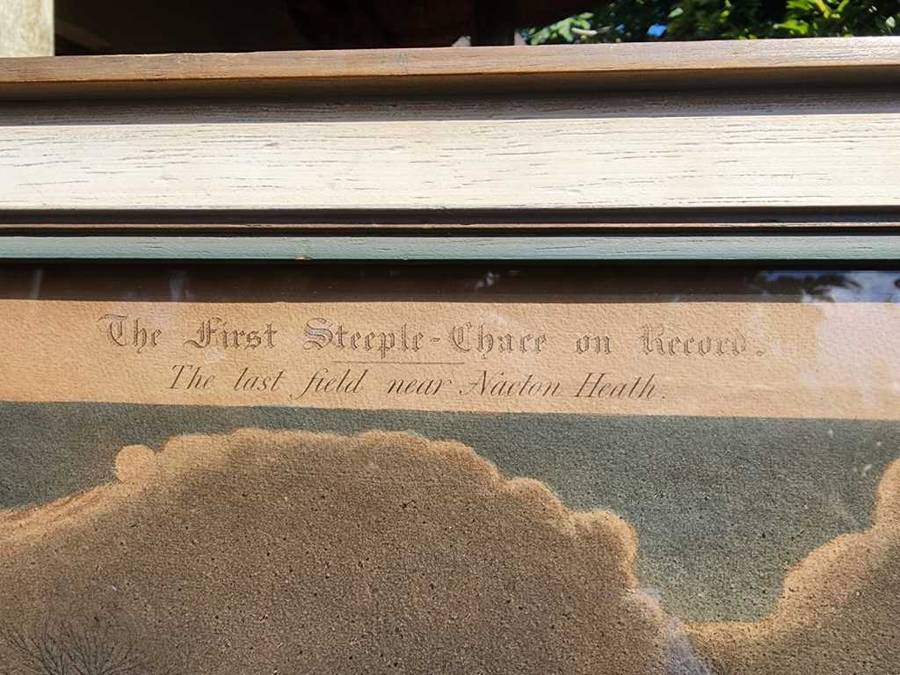 The First Steeple-Chace on Record.
The last field near Nacton Heath.